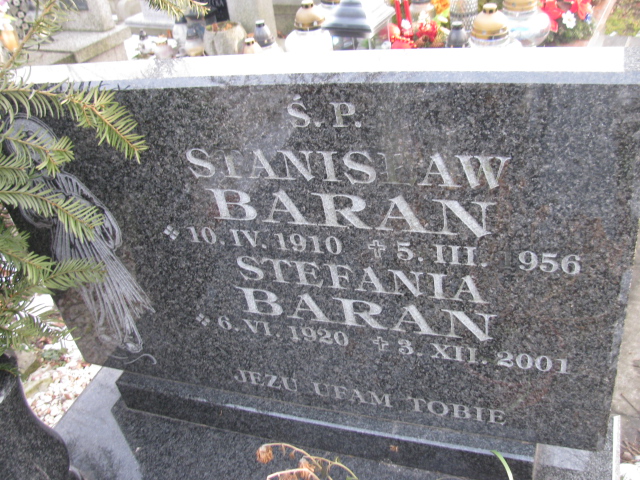 Ś. P.
STANISŁAW
BARAN
10. IV. 1910 ✝ 5. III. 1956
STEFANIA
BARAN
6. VI. 1920 ✝ 3. XII. 2001
JEZU UFAM TOBIE